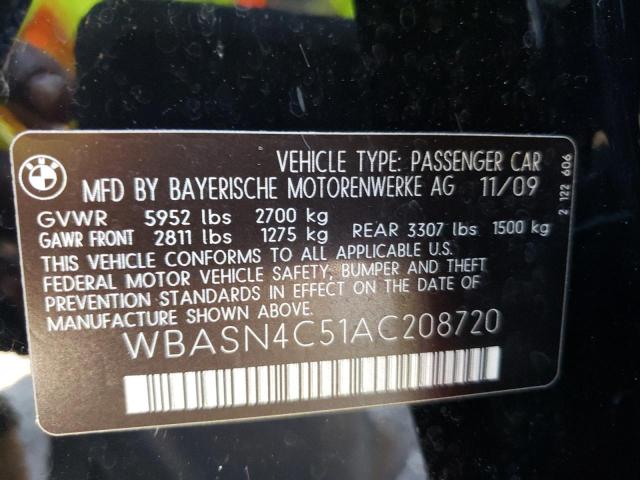 BMW
VEHICLE TYPE: PASSENGER CAR
MFD BY BAYERISCHE MOTORENWERKE AG 11/09
GVWR 5952 lbs 2700 kg
GAWR FRONT 2811 lbs 1275 kg REAR 3307 lbs 1500 kg
THIS VEHICLE CONFORMS TO ALL APPLICABLE U.S.
FEDERAL MOTOR VEHICLE SAFETY, BUMPER AND THEFT
PREVENTION STANDARDS IN EFFECT ON THE DATE OF
MANUFACTURE SHOWN ABOVE.
WBASN4C51AC208720
2 122 606